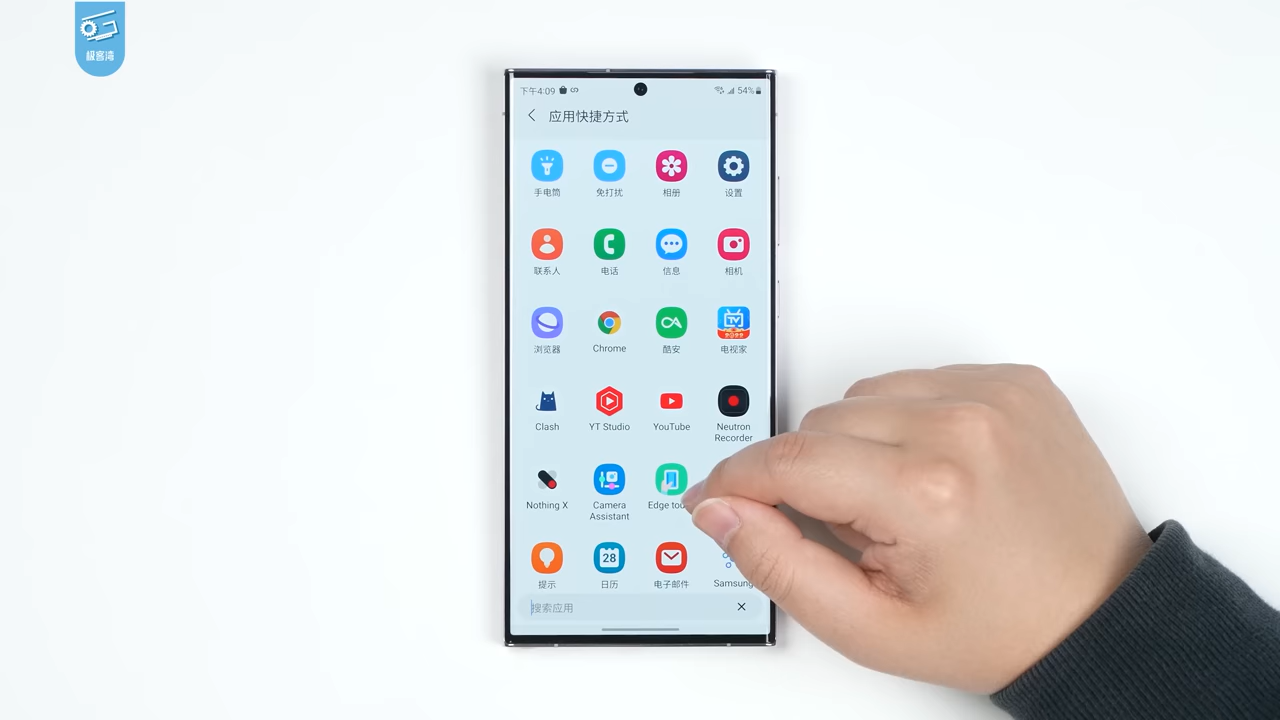 极客湾
下午4:09
54%
应用快捷方式
手电筒 免打扰 相册 设置
联系人 电话 信息 相机
TV
浏览器 Chrome 酷安 电视家
Clash YT Studio YouTube Neutron
Recorder
Nothing X Camera
Assistant
Edge
28
提示 日历 电子邮件 Samsung
搜索应用